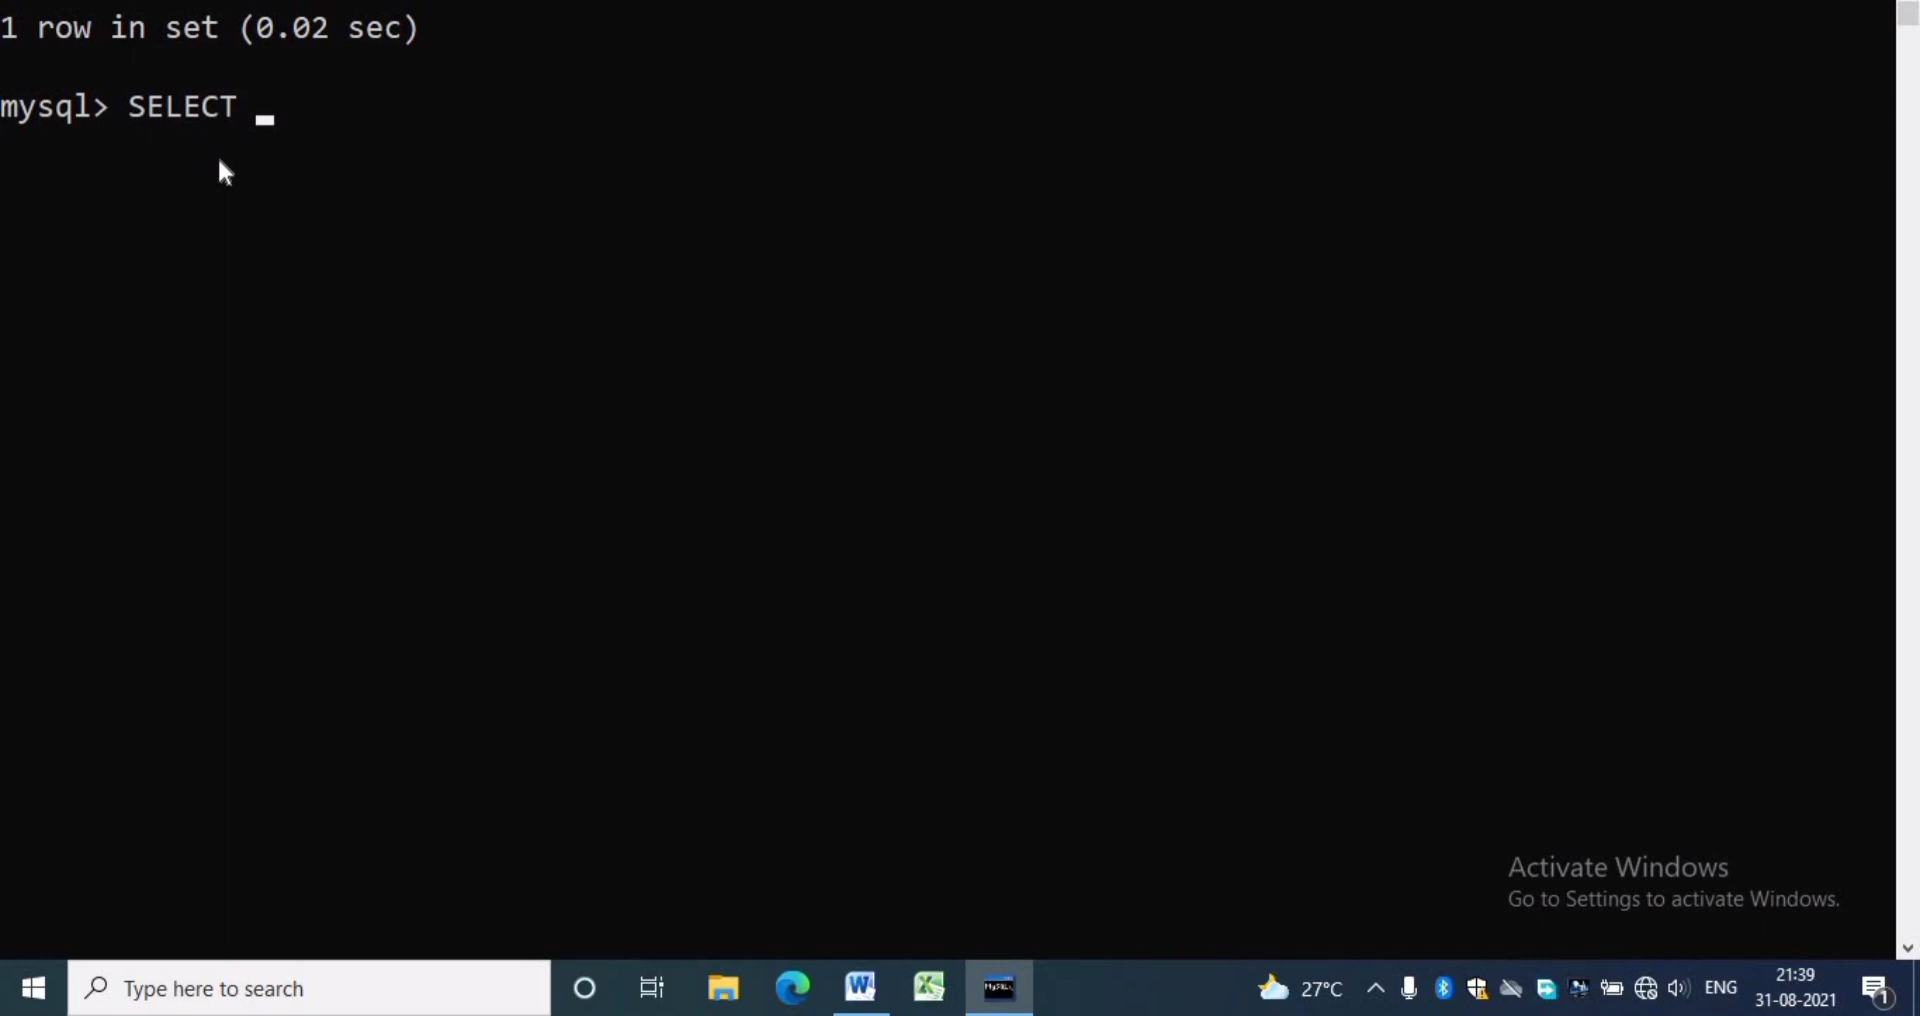 1 row in set (0.02 sec)
mysql> SELECT
Activate Windows
Go to Settings to activate Windows.
Type here to search
27°C
ENG
21:39
31-08-2021
1